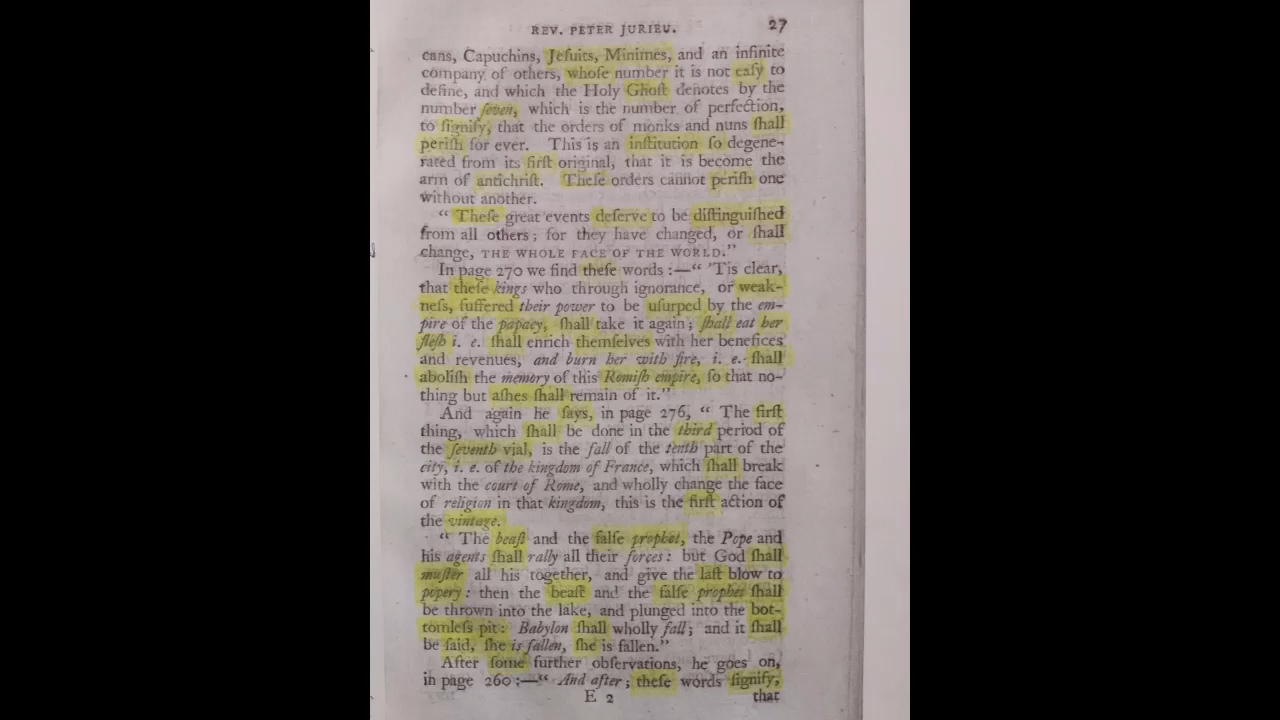 REV. PETER JURIEU. 27
cans, Capuchins, Jeſuits, Minimes, and an infinite
company of others, whoſe number it is not eaſy to
define, and which the Holy Ghoſt denotes by the
number ſeven, which is the number of perfection,
to ſignify, that the orders of monks and nuns ſhall
periſh for ever. This is an inſtitution ſo degene-
rated from its firſt original, that it is become the
arm of antichriſt. Theſe orders cannot periſh one
without another.
“ Theſe great events deſerve to be diſtinguiſhed
from all others; for they have changed, or ſhall
change, THE WHOLE FACE OF THE WORLD.”
In page 270 we find theſe words :—“ 'Tis clear,
that theſe kings who through ignorance, or weak-
neſs, ſuffered their power to be uſurped by the em-
pire of the papacy, ſhall take it again; ſhall eat her
fleſh i. e. ſhall enrich themſelves with her benefices
and revenues, and burn her with fire, i. e. ſhall
aboliſh the memory of this Romiſh empire, ſo that no-
thing but aſhes ſhall remain of it.”
And again he ſays, in page 276, “ The firſt
thing, which ſhall be done in the third period of
the ſeventh vial, is the fall of the tenth part of the
city, i. e. of the kingdom of France, which ſhall break
with the court of Rome, and wholly change the face
of religion in that kingdom, this is the firſt action of
the vintage.
“ The beaſt and the falſe prophet, the Pope and
his agents ſhall rally all their forces: but God ſhall
muſter all his together, and give the laſt blow to
popery: then the beaſt and the falſe prophet ſhall
be thrown into the lake, and plunged into the bot-
tomleſs pit: Babylon ſhall wholly fall; and it ſhall
be ſaid, ſhe is fallen, ſhe is fallen.”
After ſome further obſervations, he goes on,
in page 260:—“ And after; theſe words ſignify,
E 2 that